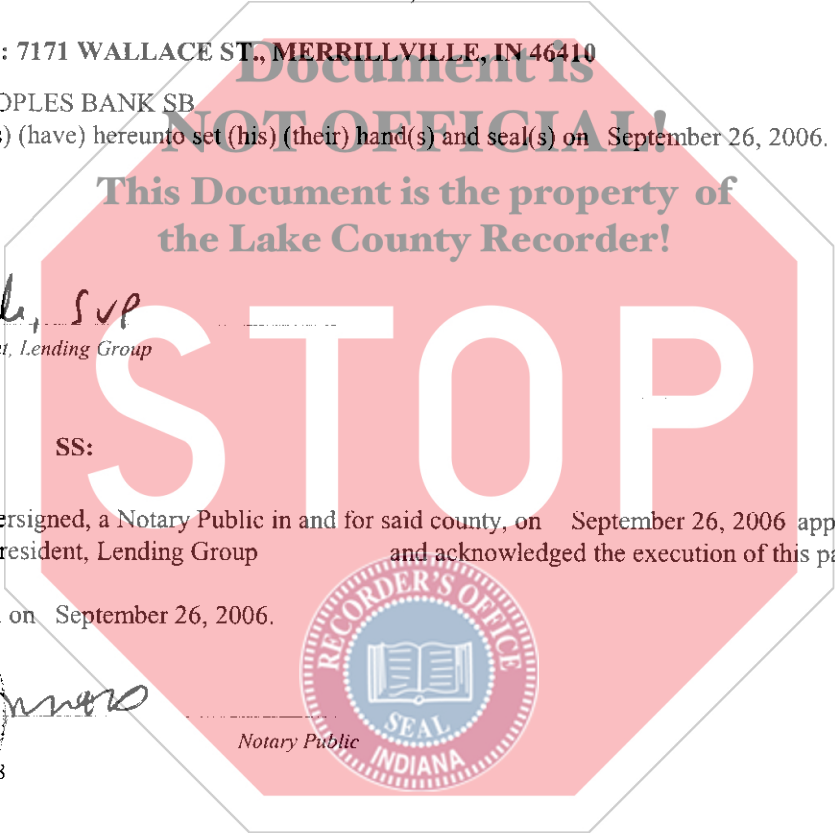 : 7171 WALLACE ST., MERRILLVILLE, IN 46410
Document is
OPLES BANK SB
s) (have) hereunto set (his) (their) hand(s) and seal(s) on September 26, 2006.
NOT OFFICIAL!
This Document is the property of
the Lake County Recorder!
SVP
t, Lending Group
STOP
SS:
ersigned, a Notary Public in and for said county, on September 26, 2006 app
resident, Lending Group and acknowledged the execution of this pa
on September 26, 2006.
RECORDER'S OFFICE
SEAL
INDIANA
Notary Public
8